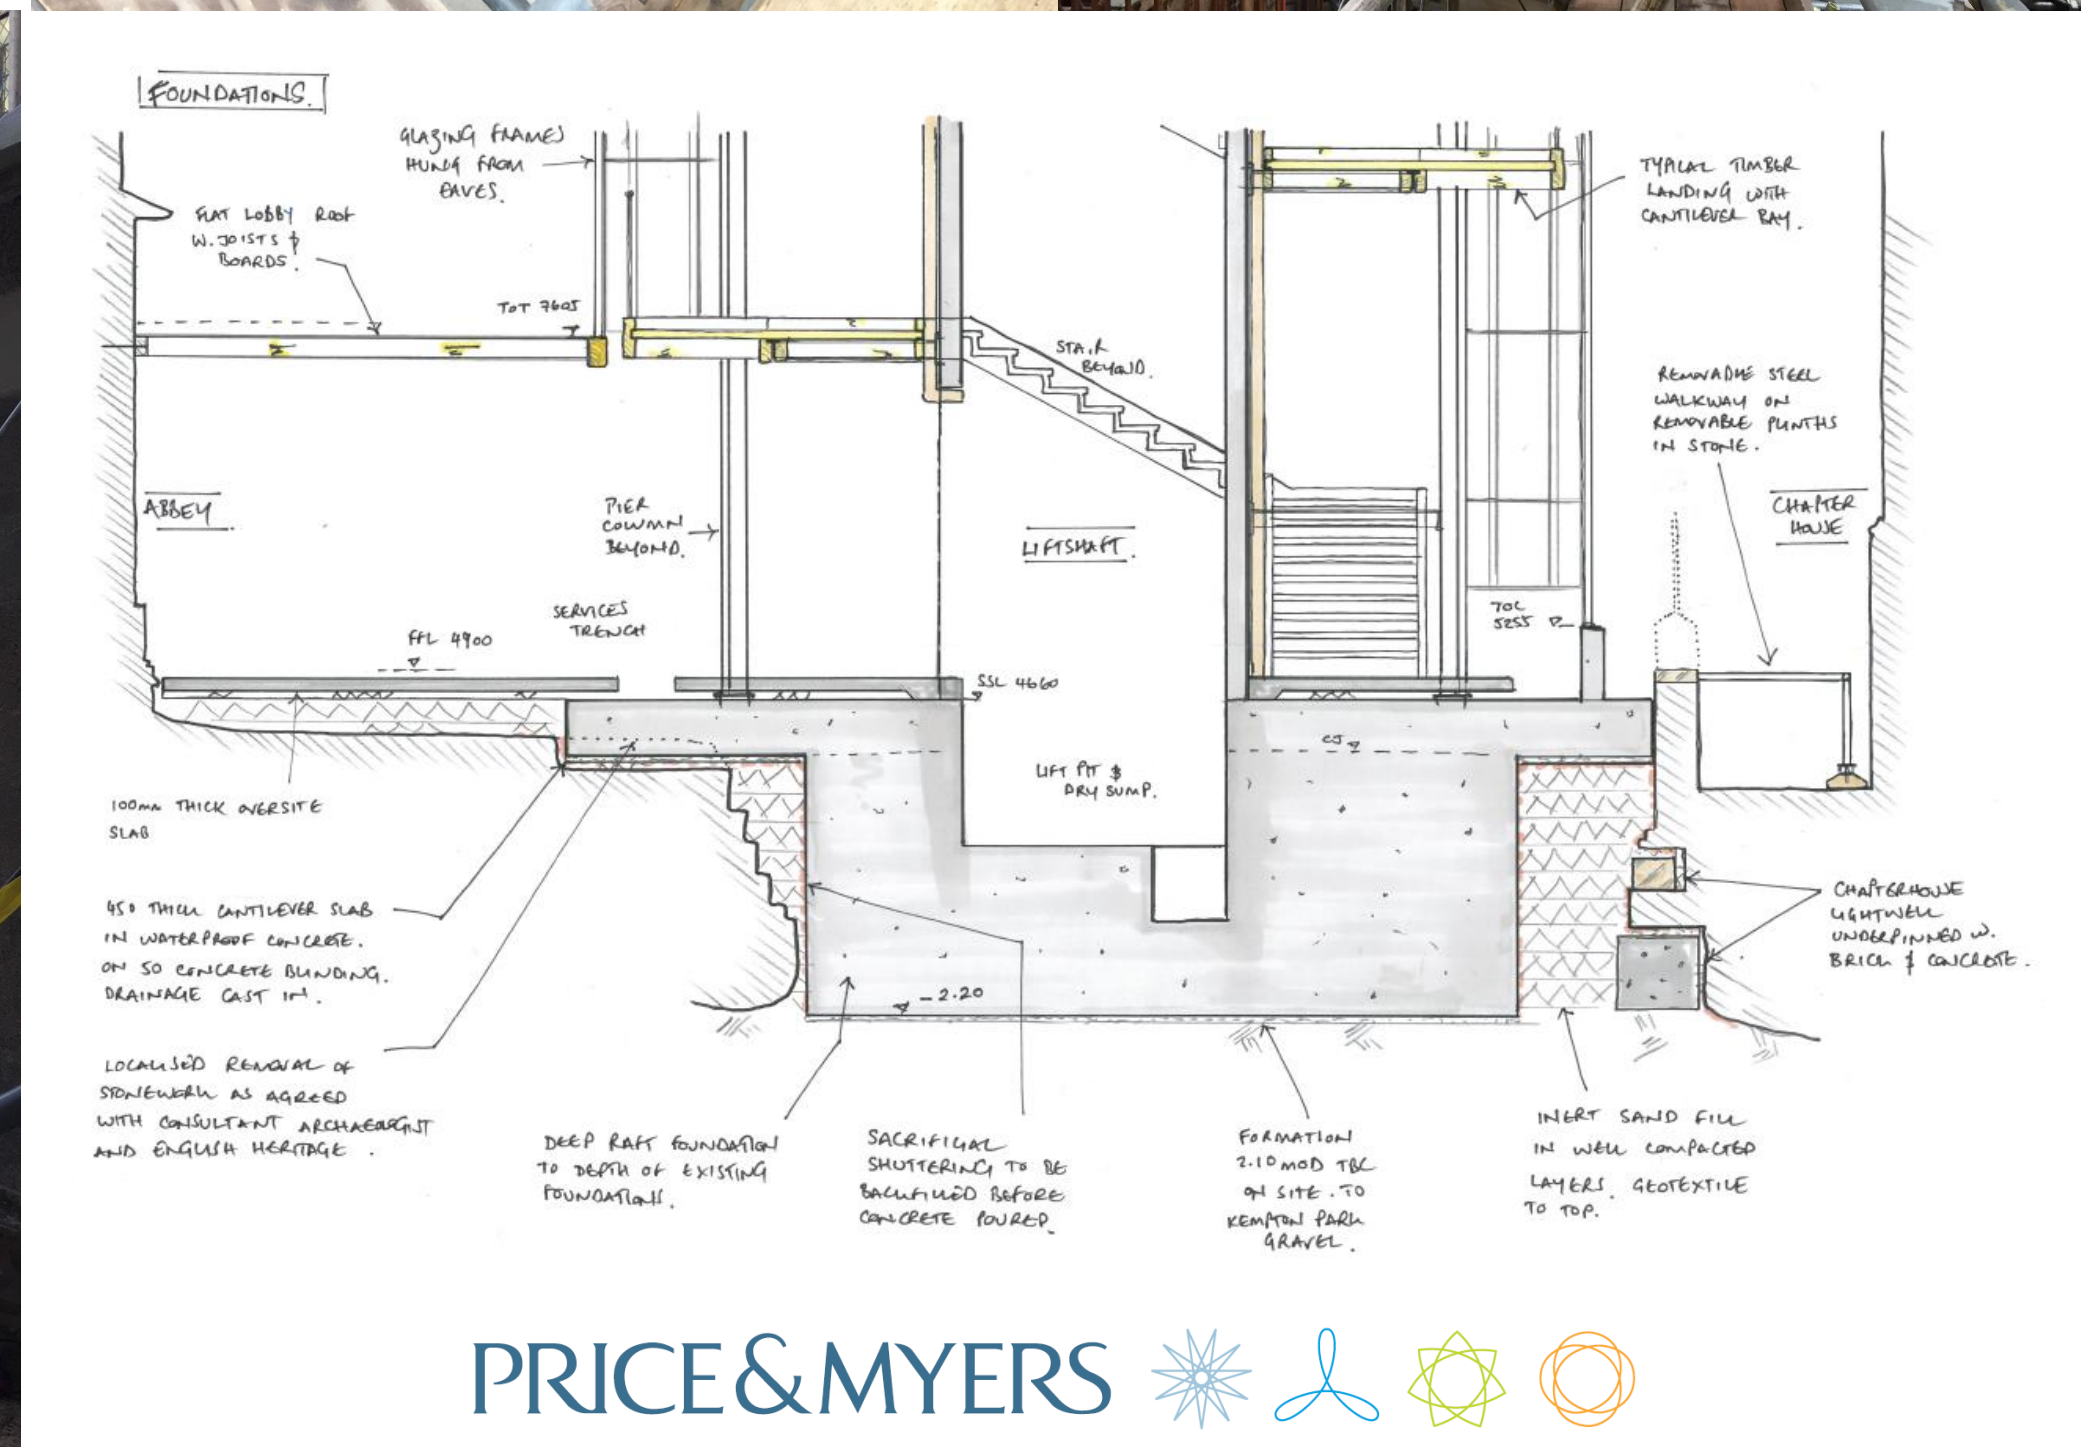 FOUNDATIONS.
GLAZING FRAMES
HUNG FROM
EAVES.
FLAT LOBBY ROOF
W. JOISTS &
BOARDS.
TOT 7605
TYPICAL TIMBER
LANDING WITH
CANTILEVER BAY.
STAIR
BEYOND.
REMOVABLE STEEL
WALKWAY ON
REMOVABLE PLINTHS
IN STONE.
ABBEY
PIER
COLUMN
BEYOND.
LIFTSHAFT.
CHAPTER
HOUSE
SERVICES
TRENCH
FFL 4900
TOC
5255
SSL 4660
CJ
LIFT PIT &
DRY SUMP.
100mm THICK OVERSITE
SLAB
450 THICK CANTILEVER SLAB
IN WATERPROOF CONCRETE.
ON 50 CONCRETE BLINDING.
DRAINAGE CAST IN.
CHAPTERHOUSE
LIGHTWELL
UNDERPINNED W.
BRICK & CONCRETE.
-2.20
LOCALISED REMOVAL OF
STONEWORK AS AGREED
WITH CONSULTANT ARCHAEOLOGIST
AND ENGLISH HERITAGE.
DEEP RAFT FOUNDATION
TO DEPTH OF EXISTING
FOUNDATIONS.
SACRIFICIAL
SHUTTERING TO BE
BACKFILLED BEFORE
CONCRETE POURED.
FORMATION
2.10 MOD TBC
ON SITE. TO
KEMPTON PARK
GRAVEL.
INERT SAND FILL
IN WELL COMPACTED
LAYERS. GEOTEXTILE
TO TOP.
PRICE&MYERS